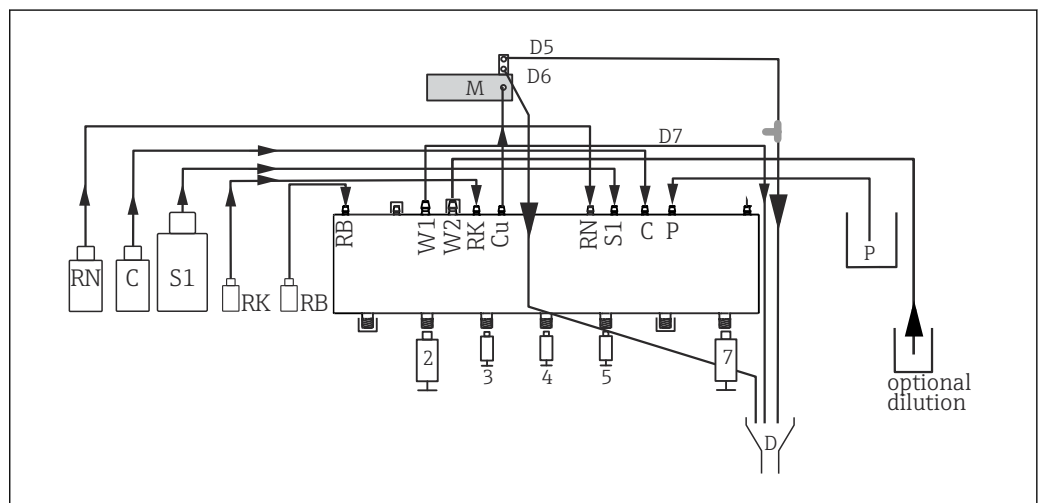 D5
D6
M
D7
RB
W1
W2
RK
Cu
RN
S1
C
P
RN
C
S1
RK
RB
P
2
3
4
5
7
optional
dilution
D